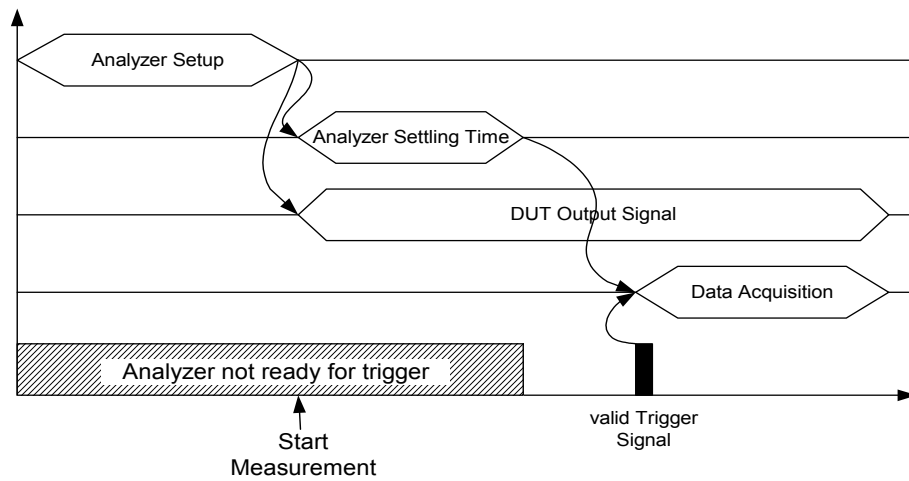 Analyzer Setup
Analyzer Settling Time
DUT Output Signal
Data Acquisition
Analyzer not ready for trigger
valid Trigger
Signal
Start
Measurement